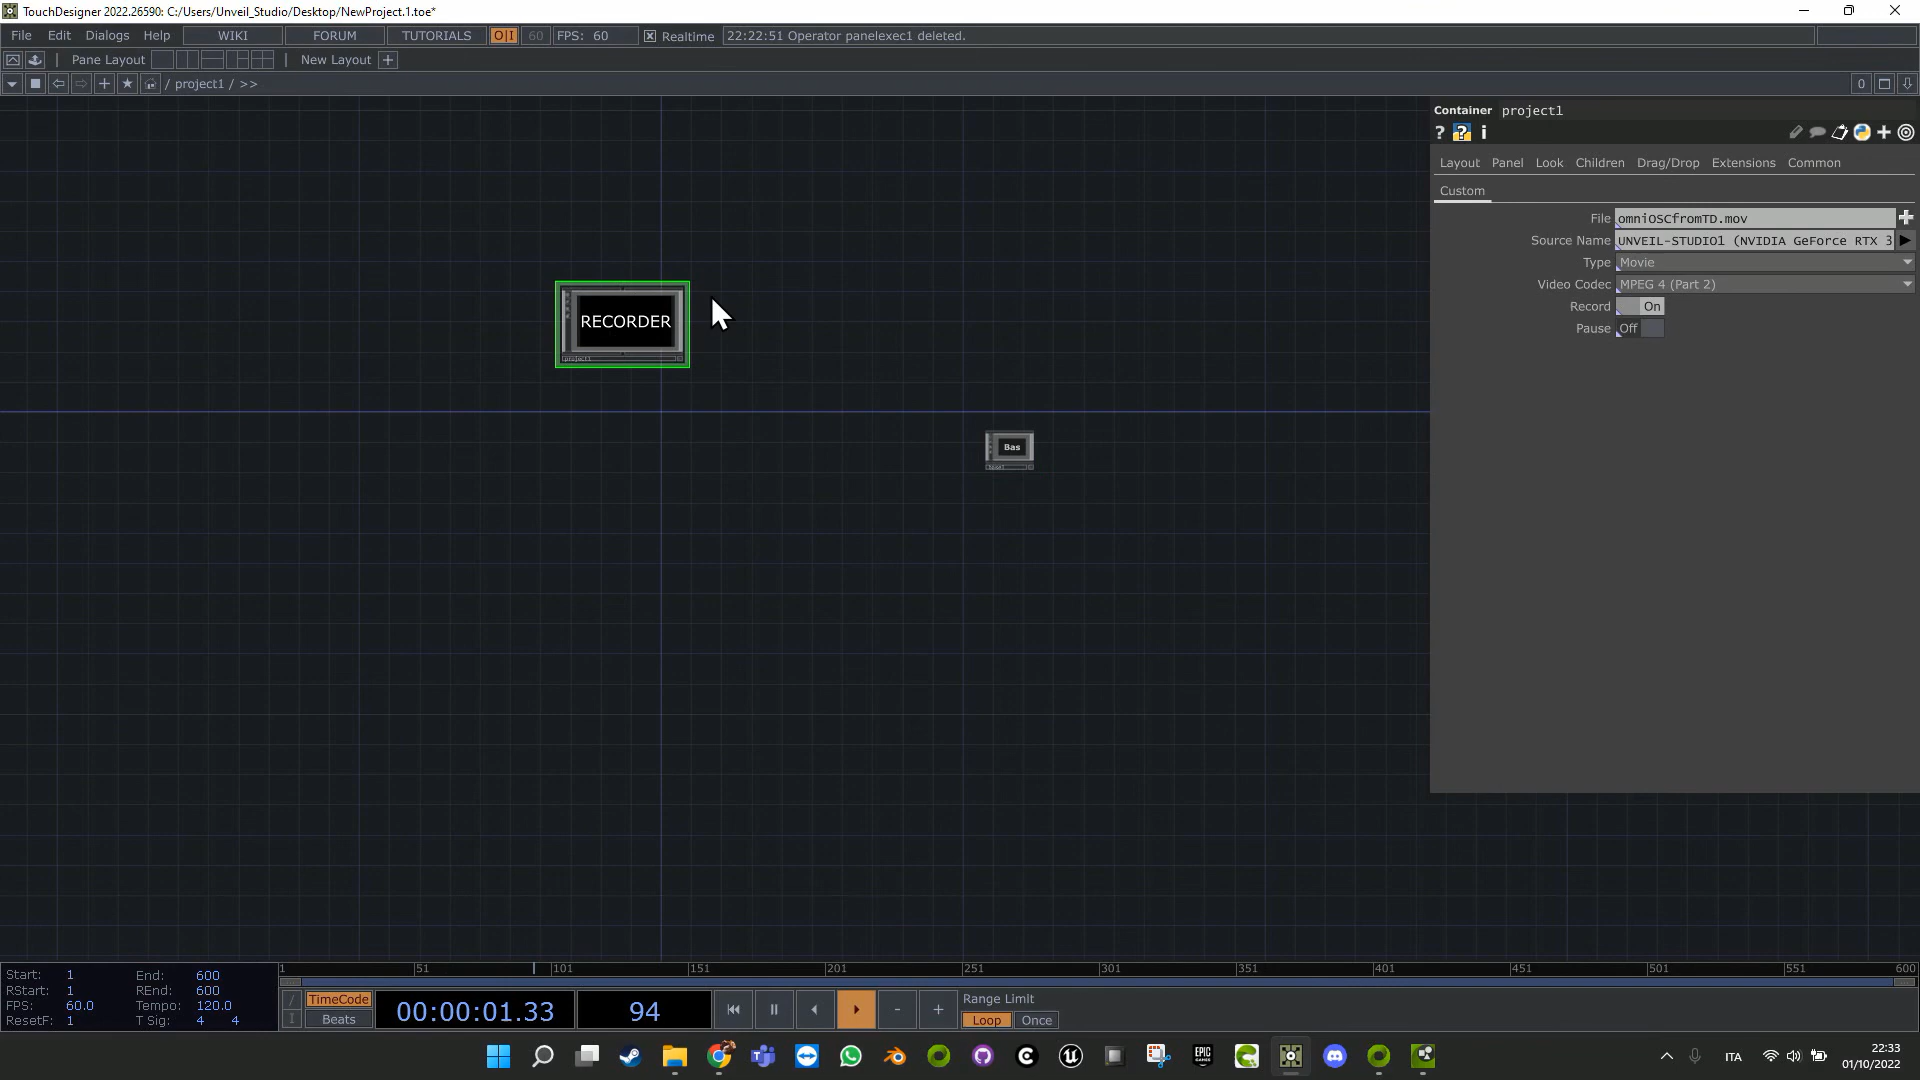 TouchDesigner 2022.26590: C:/Users/Unveil_Studio/Desktop/NewProject.1.toe*
File Edit Dialogs Help WIKI FORUM TUTORIALS O|I 60 FPS: 60 Realtime 22:22:51 Operator panelexec1 deleted.
Pane Layout New Layout +
/ project1 / >> 0
Container project1
? ? i
Layout Panel Look Children Drag/Drop Extensions Common
Custom
File omniOSCfromTD.mov
Source Name UNVEIL-STUDIO1 (NVIDIA GeForce RTX 3
Type Movie
Video Codec MPEG 4 (Part 2)
Record On
Pause Off
RECORDER
project1
Bas
1 51 101 151 201 251 301 351 401 451 501 551 600
Start: 1 End: 600
RStart: 1 REnd: 600
FPS: 60.0 Tempo: 120.0
ResetF: 1 T Sig: 4 4
TimeCode
Beats
00:00:01.33 94
- +
Range Limit
Loop Once
EPIC GAMES
ITA
22:33
01/10/2022